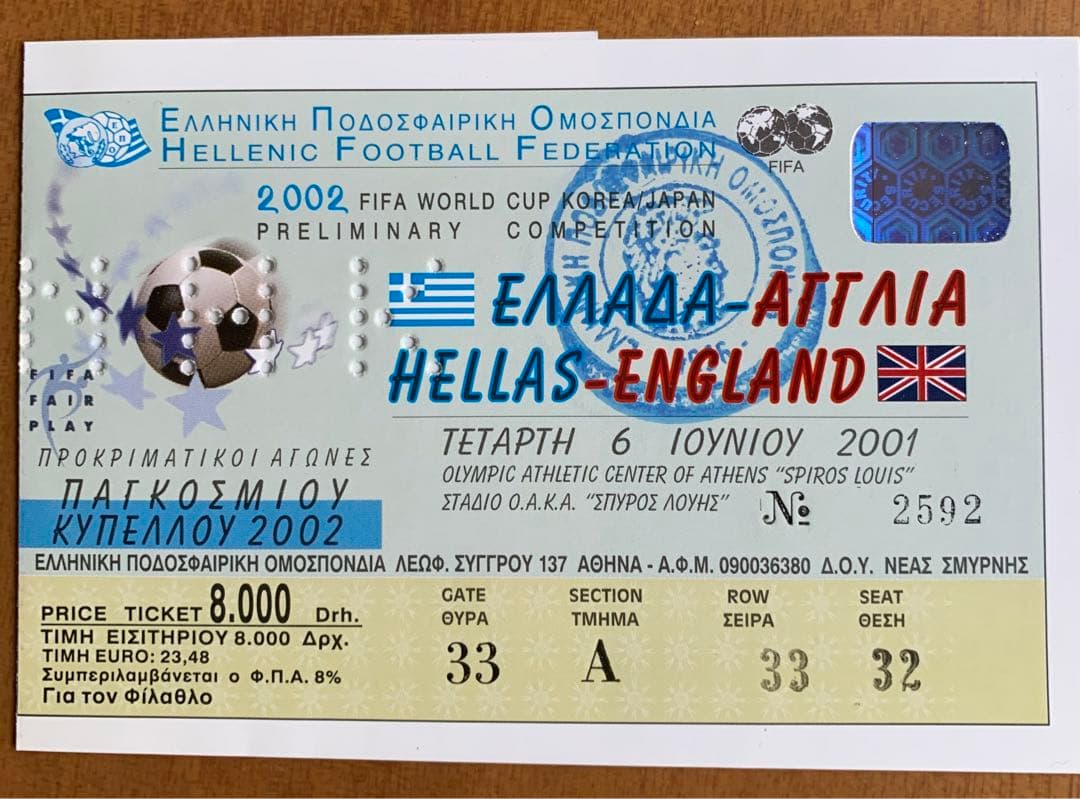 ΕΛΛΗΝΙΚΗ ΠΟΔΟΣΦΑΙΡΙΚΗ ΟΜΟΣΠΟΝΔΙΑ
HELLENIC FOOTBALL FEDERATION
FIFA
2002 FIFA WORLD CUP KOREA/JAPAN
PRELIMINARY COMPETITION
ΕΛΛΑΔΑ-ΑΓΓΛΙΑ
HELLAS-ENGLAND
FIFA
FAIR
PLAY
ΠΡΟΚΡΙΜΑΤΙΚΟΙ ΑΓΩΝΕΣ
ΠΑΓΚΟΣΜΙΟΥ
ΚΥΠΕΛΛΟΥ 2002
ΤΕΤΑΡΤΗ 6 ΙΟΥΝΙΟΥ 2001
OLYMPIC ATHLETIC CENTER OF ATHENS "SPIROS LOUIS"
ΣΤΑΔΙΟ Ο.Α.Κ.Α. "ΣΠΥΡΟΣ ΛΟΥΗΣ" № 2592
ΕΛΛΗΝΙΚΗ ΠΟΔΟΣΦΑΙΡΙΚΗ ΟΜΟΣΠΟΝΔΙΑ ΛΕΩΦ. ΣΥΓΓΡΟΥ 137 ΑΘΗΝΑ - Α.Φ.Μ. 090036380 Δ.Ο.Υ. ΝΕΑΣ ΣΜΥΡΝΗΣ
PRICE TICKET 8.000 Drh.
ΤΙΜΗ ΕΙΣΙΤΗΡΙΟΥ 8.000 Δρχ.
ΤΙΜΗ EURO: 23,48
Συμπεριλαμβάνεται ο Φ.Π.Α. 8%
Για τον Φίλαθλο
GATE SECTION ROW SEAT
ΘΥΡΑ ΤΜΗΜΑ ΣΕΙΡΑ ΘΕΣΗ
33 A 33 32